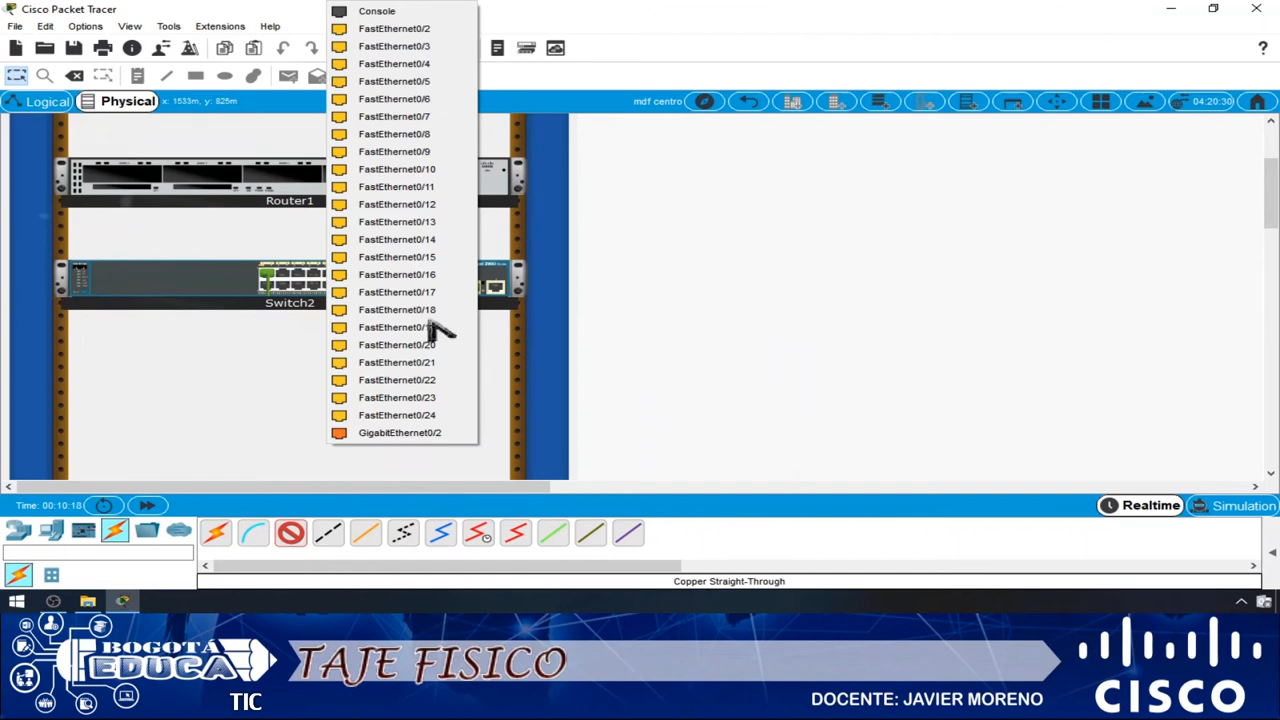 Cisco Packet Tracer
File Edit Options View Tools Extensions Help
Logical Physical x: 1533m, y: 825m mdf centro 04:20:30
Console
FastEthernet0/2
FastEthernet0/3
FastEthernet0/4
FastEthernet0/5
FastEthernet0/6
FastEthernet0/7
FastEthernet0/8
FastEthernet0/9
FastEthernet0/10
FastEthernet0/11
FastEthernet0/12
FastEthernet0/13
FastEthernet0/14
FastEthernet0/15
FastEthernet0/16
FastEthernet0/17
FastEthernet0/18
FastEthernet0/20
FastEthernet0/21
FastEthernet0/22
FastEthernet0/23
FastEthernet0/24
GigabitEthernet0/2
Router1
Switch2
Time: 00:10:18 Realtime Simulation
Copper Straight-Through
BOGOTÁ
EDUCA
TIC
TAJE FISICO
DOCENTE: JAVIER MORENO
CISCO